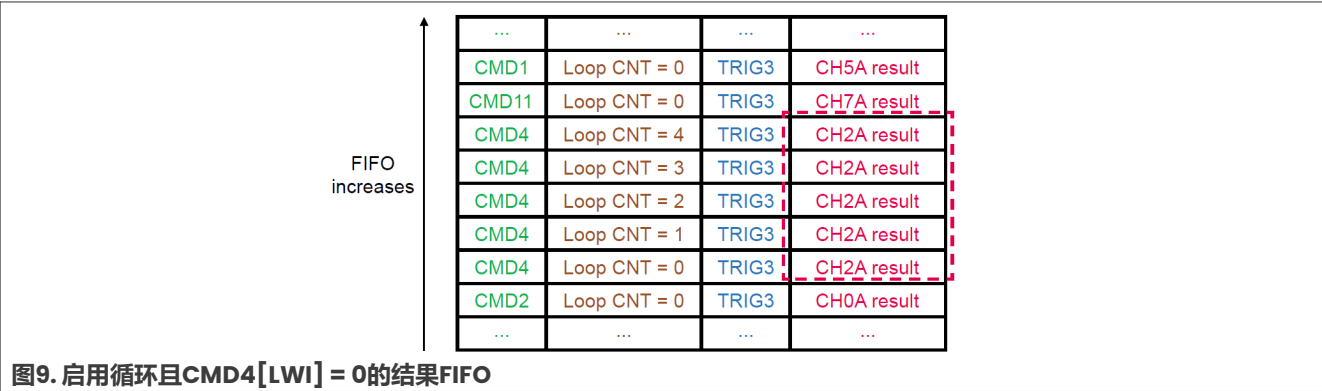 ... ... ... ...
CMD1 Loop CNT = 0 TRIG3 CH5A result
CMD11 Loop CNT = 0 TRIG3 CH7A result
CMD4 Loop CNT = 4 TRIG3 CH2A result
CMD4 Loop CNT = 3 TRIG3 CH2A result
CMD4 Loop CNT = 2 TRIG3 CH2A result
CMD4 Loop CNT = 1 TRIG3 CH2A result
CMD4 Loop CNT = 0 TRIG3 CH2A result
CMD2 Loop CNT = 0 TRIG3 CH0A result
... ... ... ...
FIFO
increases
图9. 启用循环且CMD4[LWI] = 0的结果FIFO